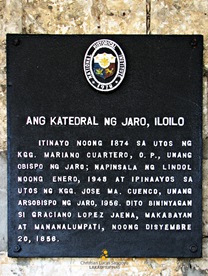 ANG KATEDRAL NG JARO, ILOILO
ITINAYO NOONG 1874 SA UTOS NG
KGG. MARIANO CUARTERO, O.P., UNANG
OBISPO NG JARO; NAPINSALA NG LINDOL
NOONG ENERO, 1948 AT IPINAAYOS SA
UTOS NG KGG. JOSE MA. CUENCO, UNANG
ARSOBISPO NG JARO, 1956. DITO BININYAGAN
SI GRACIANO LOPEZ JAENA, MAKABAYAN
AT MANANALUMPATI, NOONG DISYEMBRE
20, 1856.